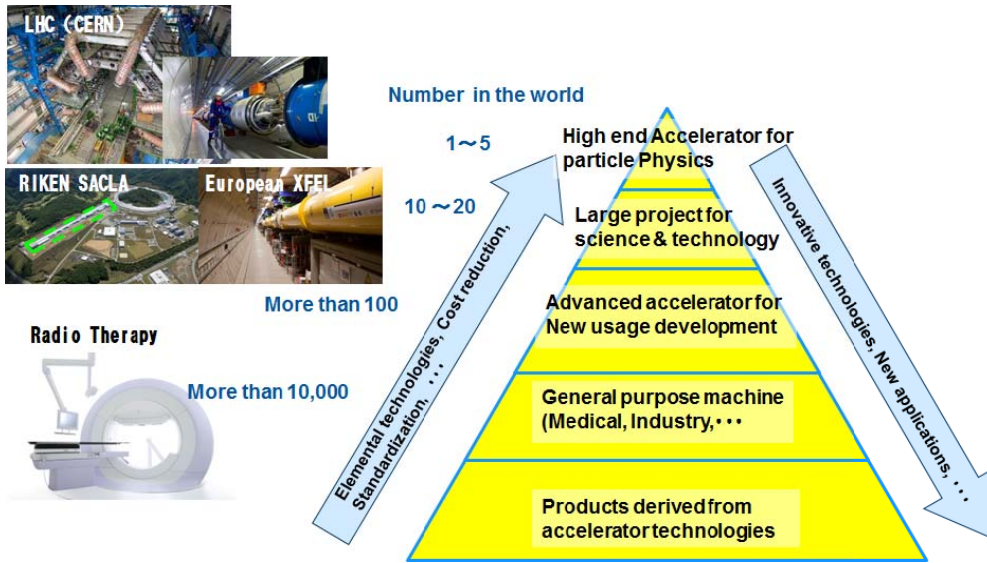 LHC (CERN)
RIKEN SACLA
European XFEL
Radio Therapy
Number in the world
1～5
10～20
More than 100
More than 10,000
Elemental technologies, Cost reduction,
Standardization, ･･･
High end Accelerator for
particle Physics
Large project for
science & technology
Advanced accelerator for
New usage development
General purpose machine
(Medical, Industry,･･･
Products derived from
accelerator technologies
Innovative technologies, New applications, ･･･